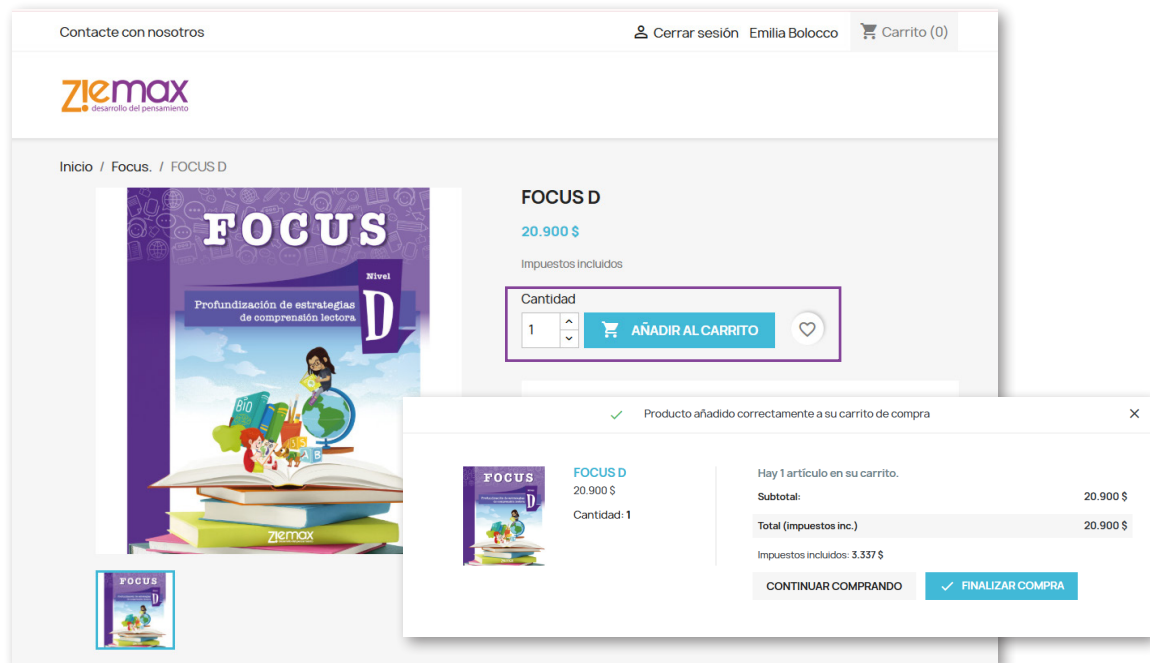 Contacte con nosotros
Cerrar sesión Emilia Bolocco Carrito (0)
ziemax
desarrollo del pensamiento
Inicio / Focus. / FOCUS D
FOCUS
Nivel
D
Profundización de estrategias
de comprensión lectora
BIO
ziemax
FOCUS D
20.900 $
Impuestos incluidos
Cantidad
1 AÑADIR AL CARRITO
Producto añadido correctamente a su carrito de compra
FOCUS
D
FOCUS D
20.900 $
Cantidad: 1
Hay 1 artículo en su carrito.
Subtotal: 20.900 $
Total (impuestos inc.) 20.900 $
Impuestos incluidos: 3.337 $
CONTINUAR COMPRANDO FINALIZAR COMPRA
FOCUS
D